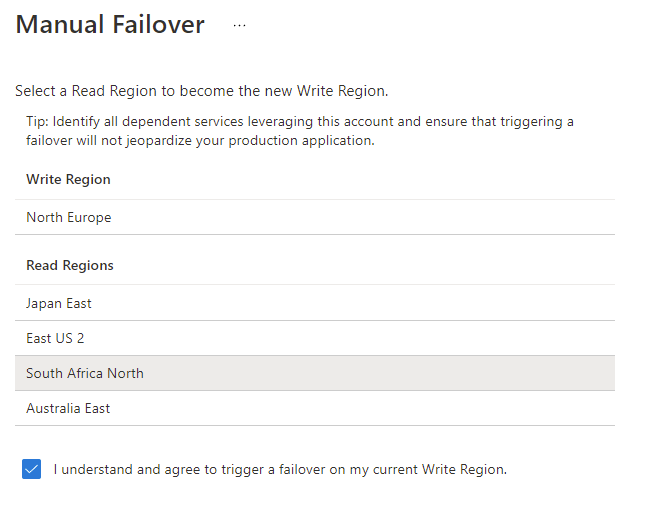 Manual Failover ...
Select a Read Region to become the new Write Region.
Tip: Identify all dependent services leveraging this account and ensure that triggering a
failover will not jeopardize your production application.
Write Region
North Europe
Read Regions
Japan East
East US 2
South Africa North
Australia East
I understand and agree to trigger a failover on my current Write Region.